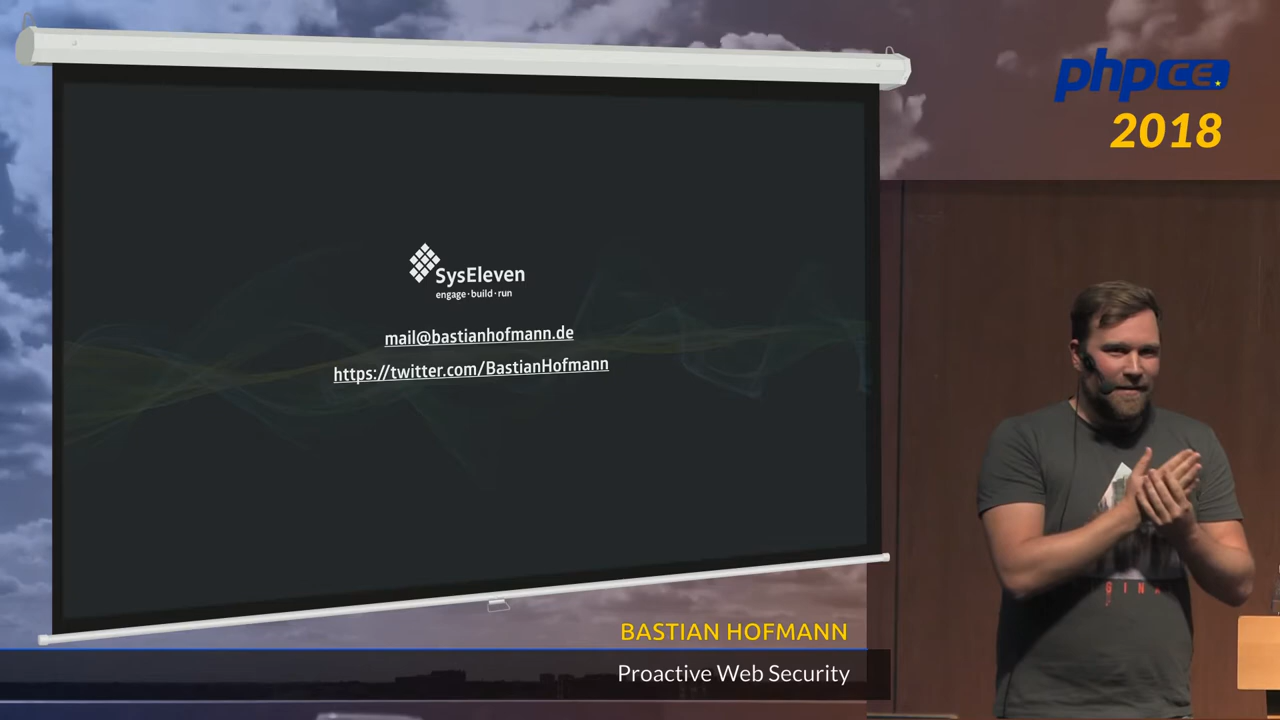 phpCE
2018
SysEleven
engage·build·run
mail@bastianhofmann.de
https://twitter.com/BastianHofmann
BASTIAN HOFMANN
Proactive Web Security